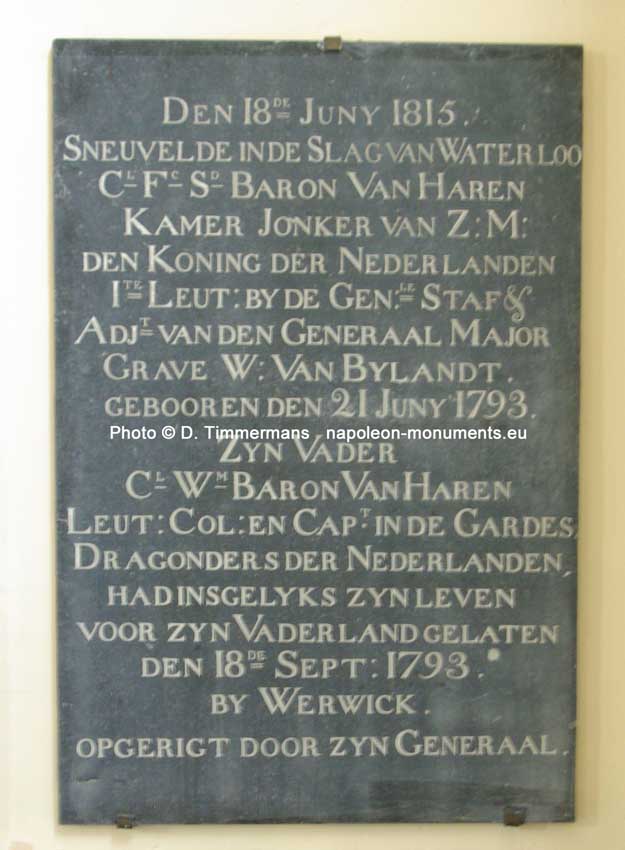 DEN 18DE JUNY 1815.
SNEUVELDE IN DE SLAG VAN WATERLOO
CL FC SD BARON VAN HAREN
KAMER JONKER VAN Z: M:
DEN KONING DER NEDERLANDEN
ITE LEUT: BY DE GEN:LE STAF &
ADJT VAN DEN GENERAAL MAJOR
GRAVE W: VAN BYLANDT.
GEBOOREN DEN 21 JUNY 1793.
Photo © D. Timmermans - napoleon-monuments.eu
ZYN VADER
CL WM BARON VAN HAREN
LEUT: COL: EN CAPT IN DE GARDES,
DRAGONDERS DER NEDERLANDEN,
HAD INSGELYKS ZYN LEVEN
VOOR ZYN VADERLAND GELATEN
DEN 18DE SEPT: 1793.
BY WERWICK.
OPGERIGT DOOR ZYN GENERAAL.